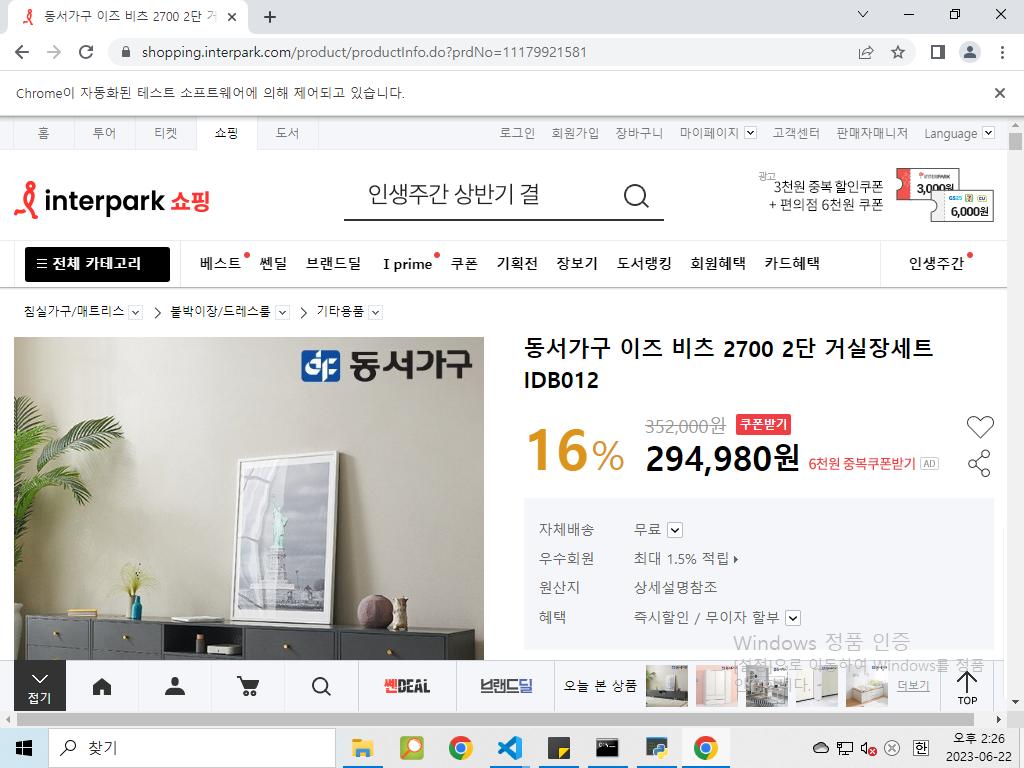 동서가구 이즈 비츠 2700 2단 거
shopping.interpark.com/product/productInfo.do?prdNo=11179921581
Chrome이 자동화된 테스트 소프트웨어에 의해 제어되고 있습니다.
홈 투어 티켓 쇼핑 도서 로그인 회원가입 장바구니 마이페이지 고객센터 판매자매니저 Language
interpark 쇼핑
인생주간 상반기 결
광고
3천원 중복 할인쿠폰
+ 편의점 6천원 쿠폰
INTERPARK
3,000원
GS25 CU
6,000원
전체 카테고리 베스트 쎈딜 브랜드딜 I prime 쿠폰 기획전 장보기 도서랭킹 회원혜택 카드혜택 인생주간
침실가구/매트리스 > 붙박이장/드레스룸 > 기타용품
동서가구
동서가구 이즈 비츠 2700 2단 거실장세트
IDB012
16% 352,000원 쿠폰받기
294,980원 6천원 중복쿠폰받기 AD
자체배송 무료
우수회원 최대 1.5% 적립
원산지 상세설명참조
혜택 즉시할인 / 무이자 할부
Windows 정품 인증
[설정]으로 이동하여 Windows를 정품
접기 쎈DEAL 브랜드딜 오늘 본 상품 더보기 TOP
찾기
한
오후 2:26
2023-06-22